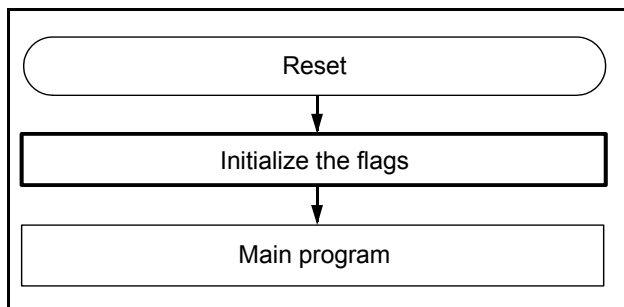 Reset
Initialize the flags
Main program